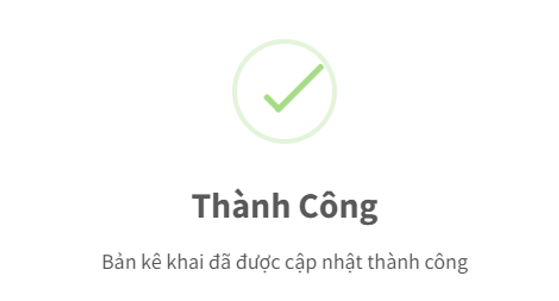 Thành Công
Bản kê khai đã được cập nhật thành công